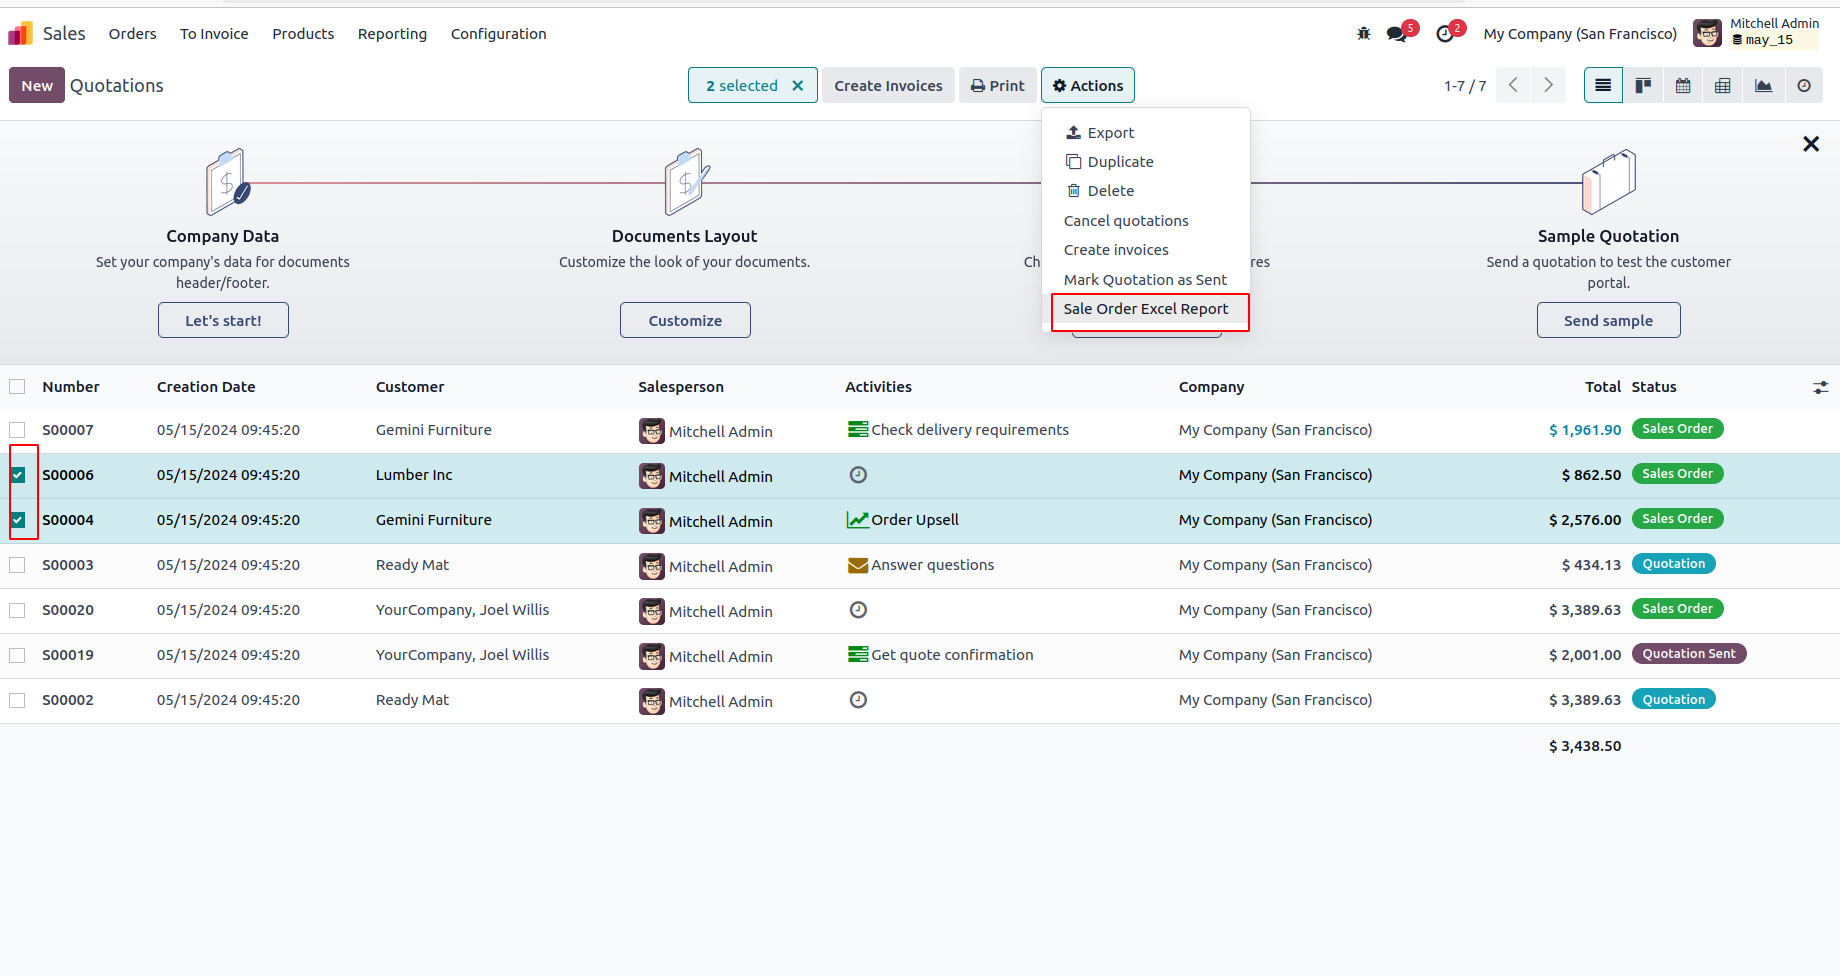 Sales Orders To Invoice Products Reporting Configuration 5 2 My Company (San Francisco) Mitchell Admin
may_15
New Quotations 2 selected Create Invoices Print Actions 1-7 / 7
Export
Duplicate
Delete
Cancel quotations
Create invoices
Mark Quotation as Sent
Sale Order Excel Report
Company Data
Set your company's data for documents
header/footer.
Let's start!
Documents Layout
Customize the look of your documents.
Customize
Ch
res
Sample Quotation
Send a quotation to test the customer
portal.
Send sample
Number Creation Date Customer Salesperson Activities Company Total Status
S00007 05/15/2024 09:45:20 Gemini Furniture Mitchell Admin Check delivery requirements My Company (San Francisco) $ 1,961.90 Sales Order
S00006 05/15/2024 09:45:20 Lumber Inc Mitchell Admin My Company (San Francisco) $ 862.50 Sales Order
S00004 05/15/2024 09:45:20 Gemini Furniture Mitchell Admin Order Upsell My Company (San Francisco) $ 2,576.00 Sales Order
S00003 05/15/2024 09:45:20 Ready Mat Mitchell Admin Answer questions My Company (San Francisco) $ 434.13 Quotation
S00020 05/15/2024 09:45:20 YourCompany, Joel Willis Mitchell Admin My Company (San Francisco) $ 3,389.63 Sales Order
S00019 05/15/2024 09:45:20 YourCompany, Joel Willis Mitchell Admin Get quote confirmation My Company (San Francisco) $ 2,001.00 Quotation Sent
S00002 05/15/2024 09:45:20 Ready Mat Mitchell Admin My Company (San Francisco) $ 3,389.63 Quotation
$ 3,438.50